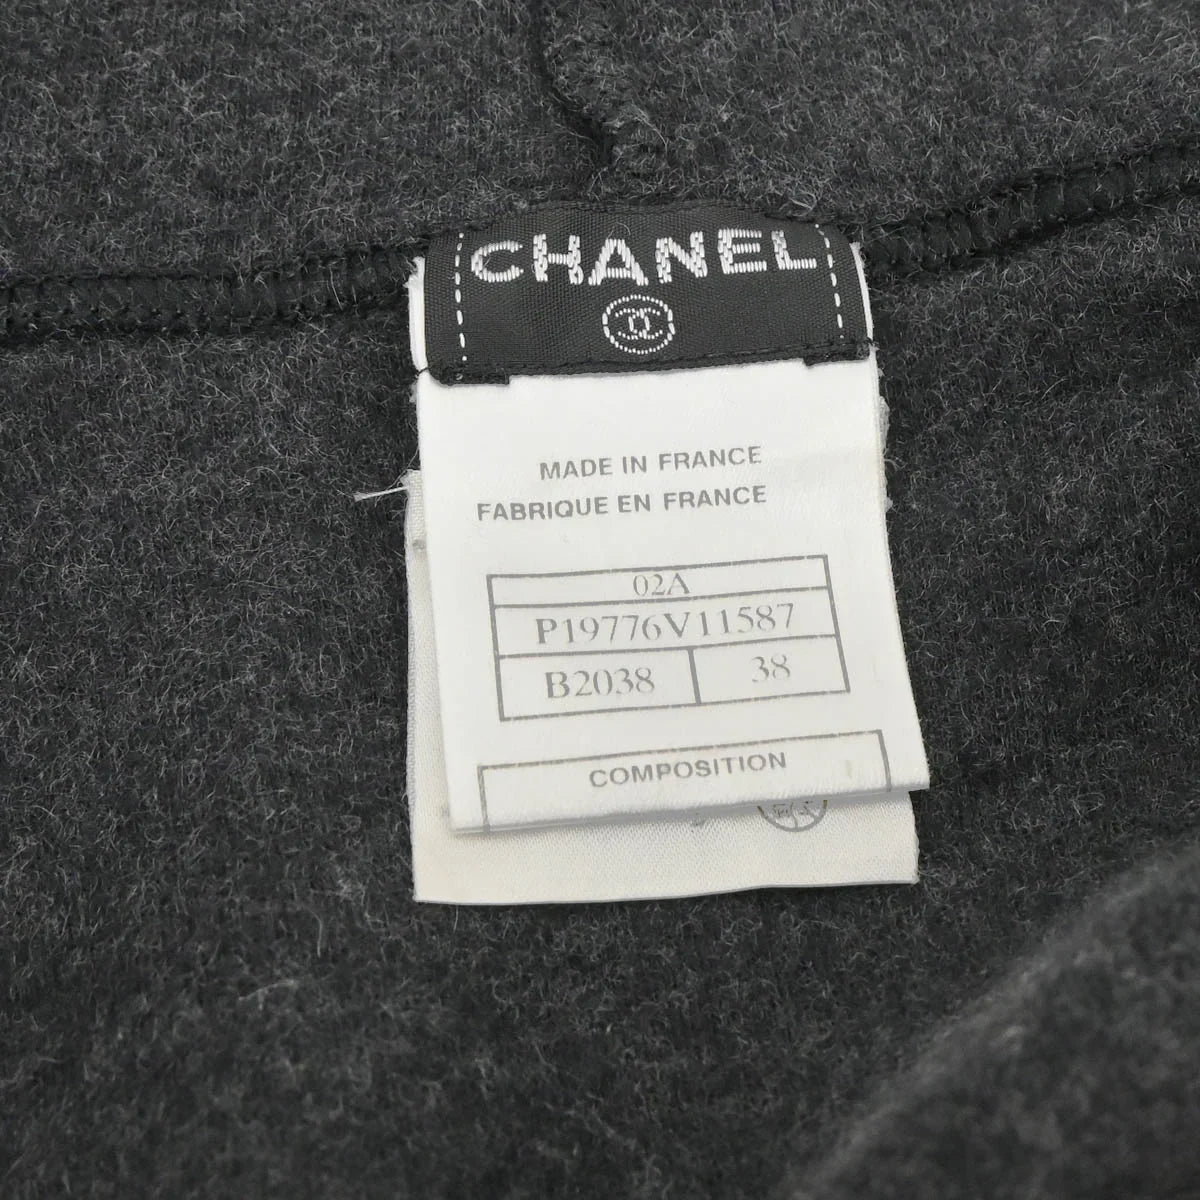 CHANEL
MADE IN FRANCE
FABRIQUE EN FRANCE
02A
P19776V11587
B2038 38
COMPOSITION